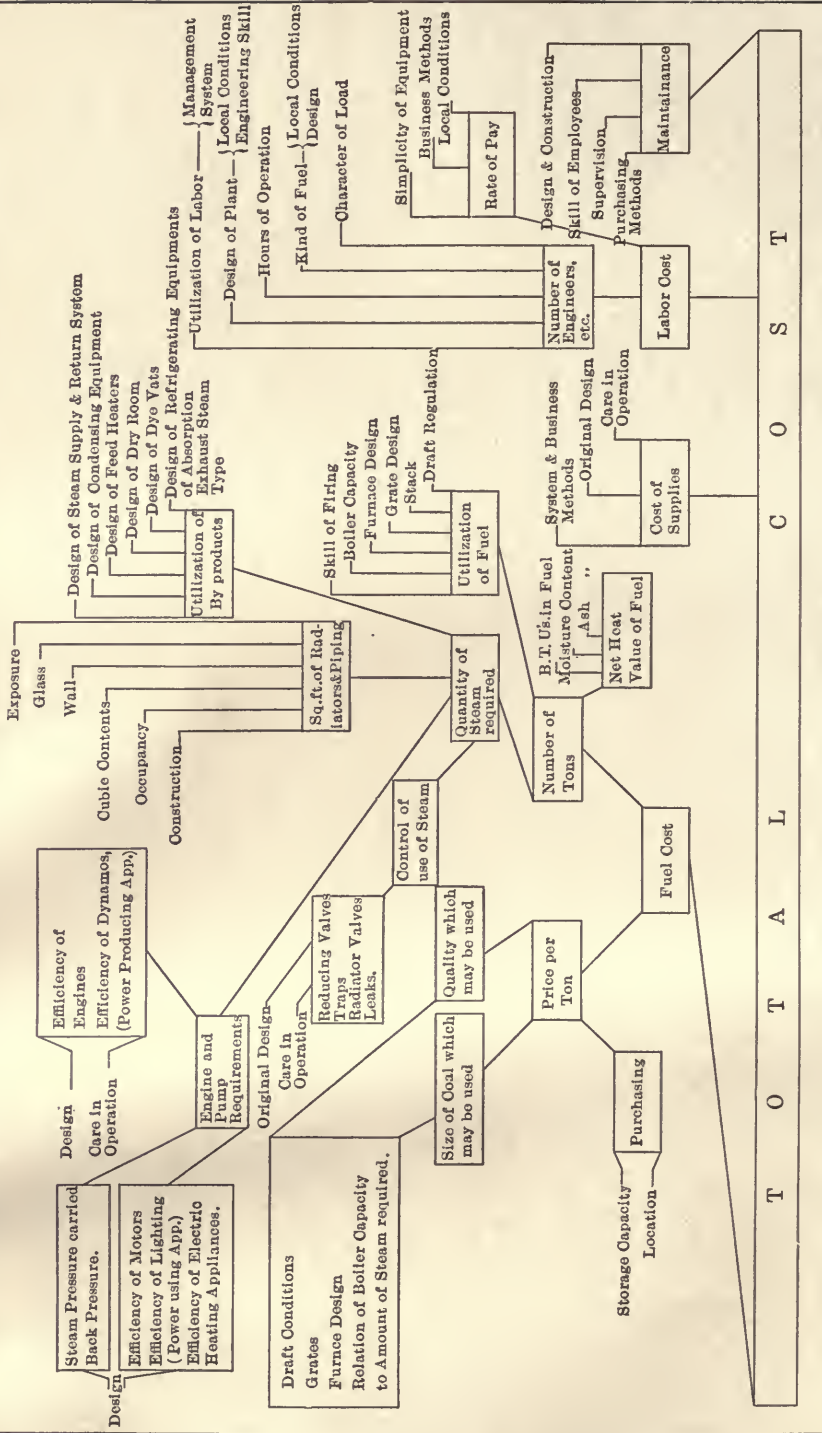 Steam Pressure carried
Back Pressure.
Design
Efficiency of Motors
Efficiency of Lighting
(Power using App.)
Efficiency of Electric
Heating Appliances.
Design
Care in
Operation
Efficiency of
Engines
Efficiency of Dynamos,
(Power Producing App.)
Engine and
Pump
Requirements
Exposure
Glass
Wall
Cubic Contents
Occupancy
Construction
Sq.ft.of Rad-
iators&Piping
Design of Steam Supply & Return System
Design of Condensing Equipment
Design of Feed Heaters
Design of Dry Room
Design of Dye Vats
Design of Refrigerating Equipments
of Absorption
Exhaust Steam
Type
Utilization of
By products
Utilization of Labor
Management
System
Design of Plant
Local Conditions
Engineering Skill
Hours of Operation
Kind of Fuel
Local Conditions
Design
Character of Load
Number of
Engineers,
etc.
Simplicity of Equipment
Business Methods
Local Conditions
Rate of Pay
Original Design
Care in
Operation
Reducing Valves
Traps
Radiator Valves
Leaks.
Control of
use of Steam
Quantity of
Steam
required
Skill of Firing
Boiler Capacity
Furnace Design
Grate Design
Stack
Draft Regulation
Utilization
of Fuel
Draft Conditions
Grates
Furnce Design
Relation of Boiler Capacity
to Amount of Steam required.
Size of Coal which
may be used
Quality which
may be used
B.T.U's.in Fuel
Moisture Content
Ash ,,
Net Heat
Value of Fuel
Number of
Tons
Price per
Ton
Storage Capacity
Location
Purchasing
System & Business
Methods
Original Design
Care in
Operation
Design & Construction
Skill of Employees
Supervision
Purchasing
Methods
Fuel Cost
Cost of
Supplies
Labor Cost
Maintainance
TOTAL COST